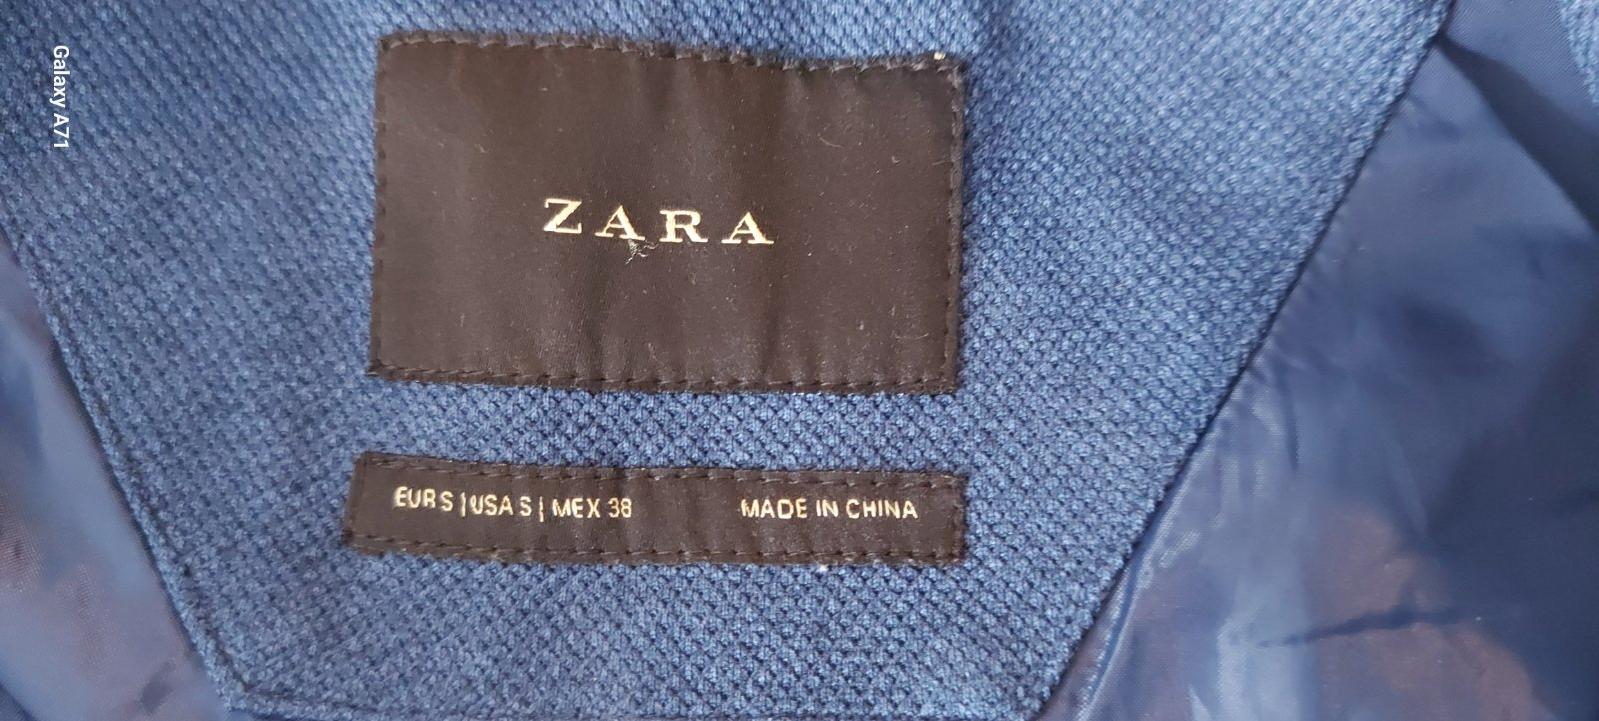 Galaxy A71
ZARA
EUR S | USA S | MEX 38 MADE IN CHINA